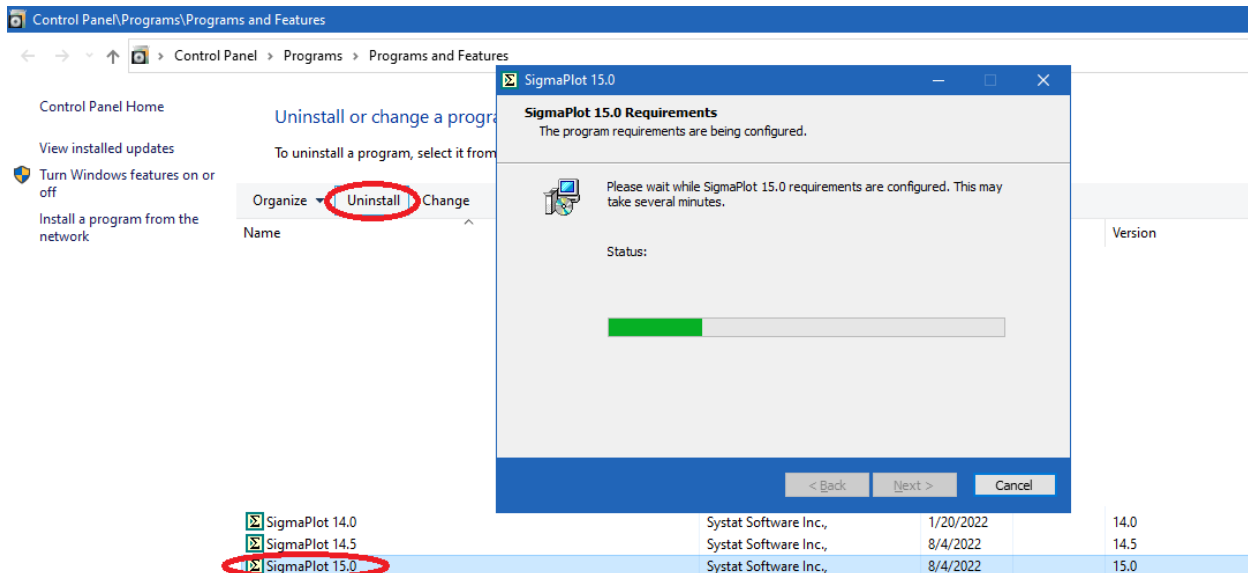 Control Panel\Programs\Programs and Features
Control Panel > Programs > Programs and Features
SigmaPlot 15.0
Control Panel Home
View installed updates
Turn Windows features on or
off
Install a program from the
network
Uninstall or change a progra
To uninstall a program, select it from
Organize Uninstall Change
Name
Version
SigmaPlot 15.0 Requirements
The program requirements are being configured.
Please wait while SigmaPlot 15.0 requirements are configured. This may
take several minutes.
Status:
< Back Next > Cancel
SigmaPlot 14.0 Systat Software Inc., 1/20/2022 14.0
SigmaPlot 14.5 Systat Software Inc., 8/4/2022 14.5
SigmaPlot 15.0 Systat Software Inc., 8/4/2022 15.0